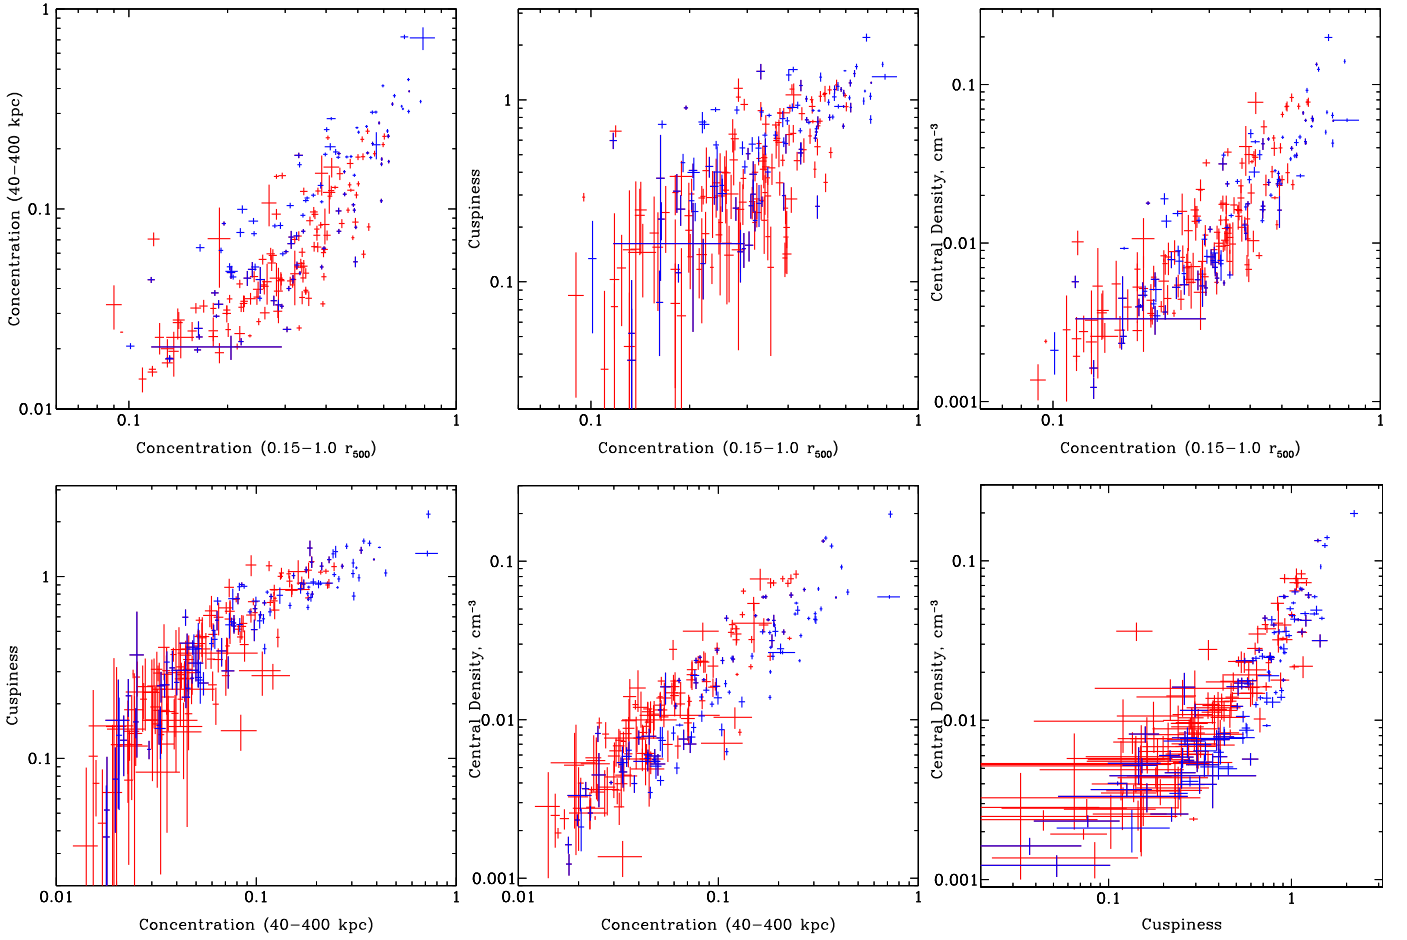 1
0.1
0.01
0.1
1
Concentration (40−400 kpc)
Concentration (0.15−1.0 r500)
1
0.1
0.1
1
Cuspiness
Concentration (0.15−1.0 r500)
0.1
0.01
0.001
0.1
1
Central Density, cm−3
Concentration (0.15−1.0 r500)
1
0.1
0.01
0.1
1
Cuspiness
Concentration (40−400 kpc)
0.1
0.01
0.001
0.01
0.1
1
Central Density, cm−3
Concentration (40−400 kpc)
0.1
0.01
0.001
0.1
1
Central Density, cm−3
Cuspiness